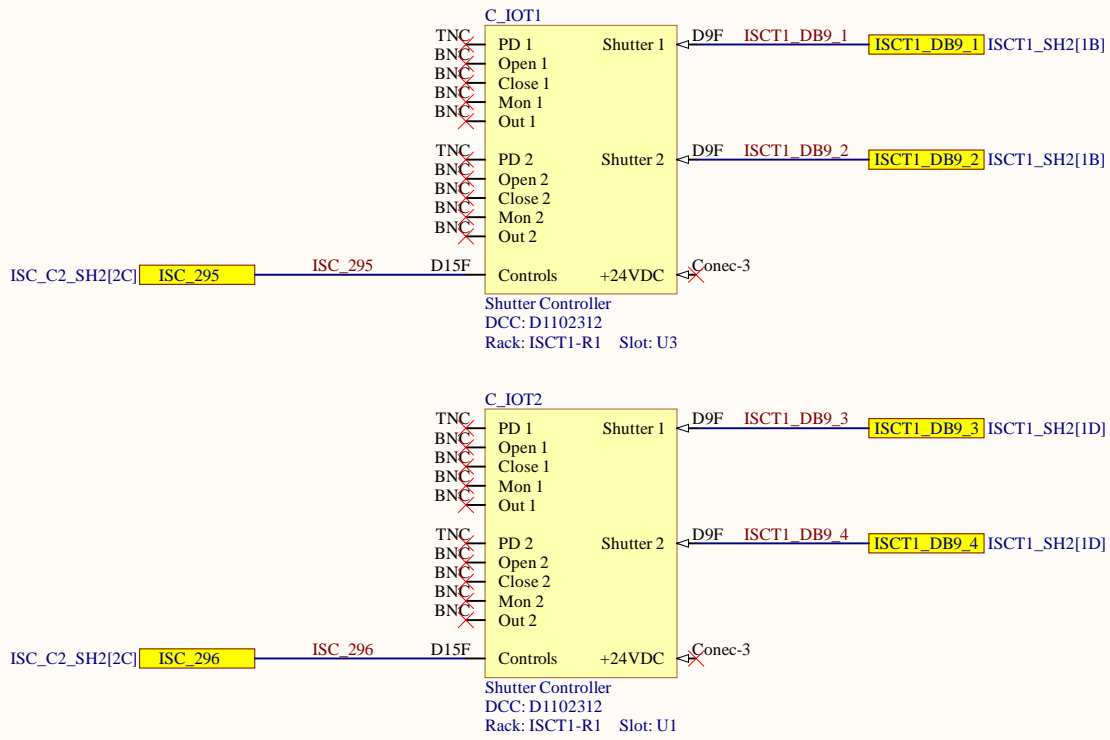 C_IOT1
TNC PD 1 Shutter 1 D9F ISCT1_DB9_1 ISCT1_DB9_1 ISCT1_SH2[1B]
BNC Open 1
BNC Close 1
BNC Mon 1
BNC Out 1
TNC PD 2 Shutter 2 D9F ISCT1_DB9_2 ISCT1_DB9_2 ISCT1_SH2[1B]
BNC Open 2
BNC Close 2
BNC Mon 2
BNC Out 2
ISC_C2_SH2[2C] ISC_295 ISC_295 D15F Controls +24VDC Conec-3
Shutter Controller
DCC: D1102312
Rack: ISCT1-R1 Slot: U3
C_IOT2
TNC PD 1 Shutter 1 D9F ISCT1_DB9_3 ISCT1_DB9_3 ISCT1_SH2[1D]
BNC Open 1
BNC Close 1
BNC Mon 1
BNC Out 1
TNC PD 2 Shutter 2 D9F ISCT1_DB9_4 ISCT1_DB9_4 ISCT1_SH2[1D]
BNC Open 2
BNC Close 2
BNC Mon 2
BNC Out 2
ISC_C2_SH2[2C] ISC_296 ISC_296 D15F Controls +24VDC Conec-3
Shutter Controller
DCC: D1102312
Rack: ISCT1-R1 Slot: U1